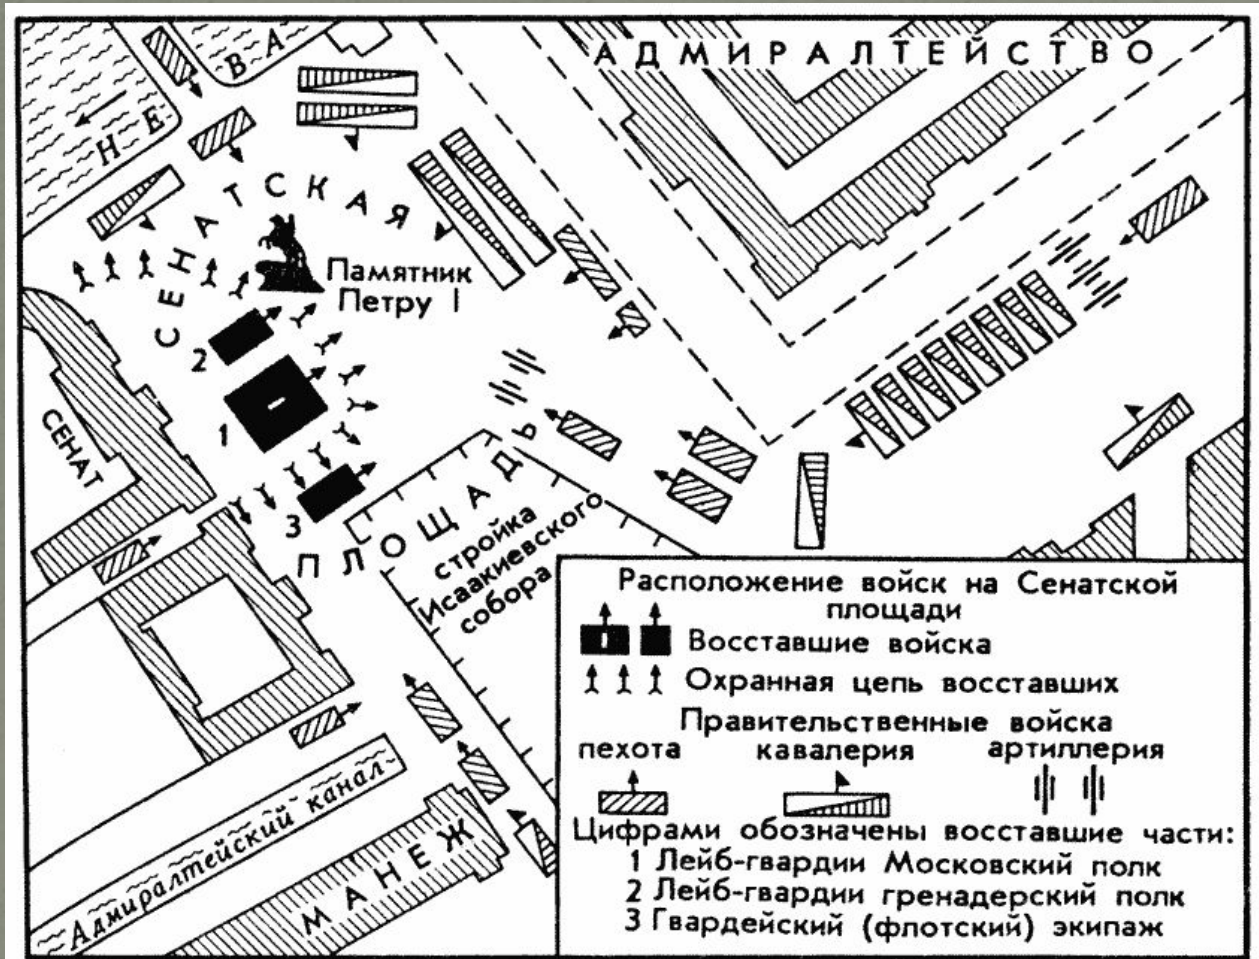 АДМИРАЛТЕЙСТВО
НЕВА
СЕНАТСКАЯ
Памятник
Петру I
2
1
3
СЕНАТ
ПЛОЩАДЬ
стройка
Исаакиевского
собора
Адмиралтейский канал
МАНЕЖ
Расположение войск на Сенатской
площади
Восставшие войска
Охранная цепь восставших
Правительственные войска
пехота кавалерия артиллерия
Цифрами обозначены восставшие части:
1 Лейб-гвардии Московский полк
2 Лейб-гвардии гренадерский полк
3 Гвардейский (флотский) экипаж